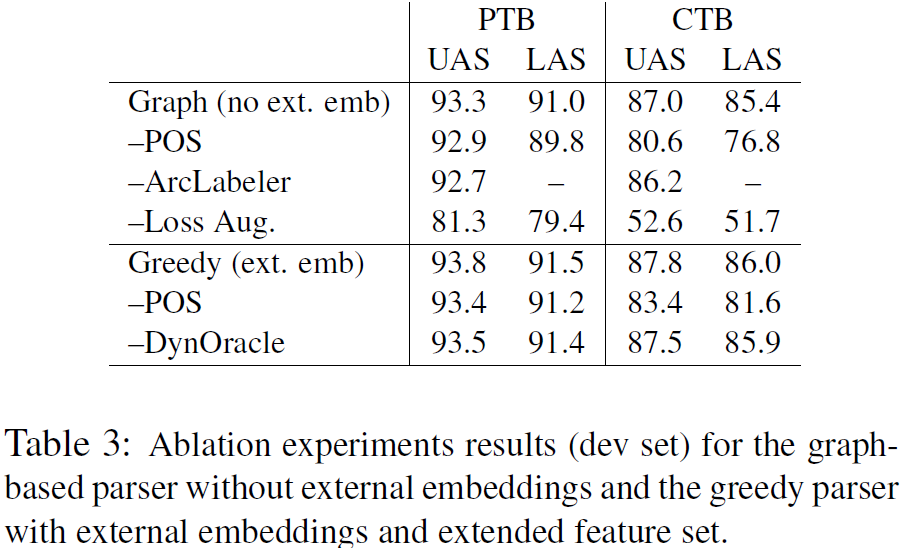 PTB CTB
UAS LAS UAS LAS
Graph (no ext. emb) 93.3 91.0 87.0 85.4
–POS 92.9 89.8 80.6 76.8
–ArcLabeler 92.7 – 86.2 –
–Loss Aug. 81.3 79.4 52.6 51.7
Greedy (ext. emb) 93.8 91.5 87.8 86.0
–POS 93.4 91.2 83.4 81.6
–DynOracle 93.5 91.4 87.5 85.9
Table 3: Ablation experiments results (dev set) for the graph-
based parser without external embeddings and the greedy parser
with external embeddings and extended feature set.